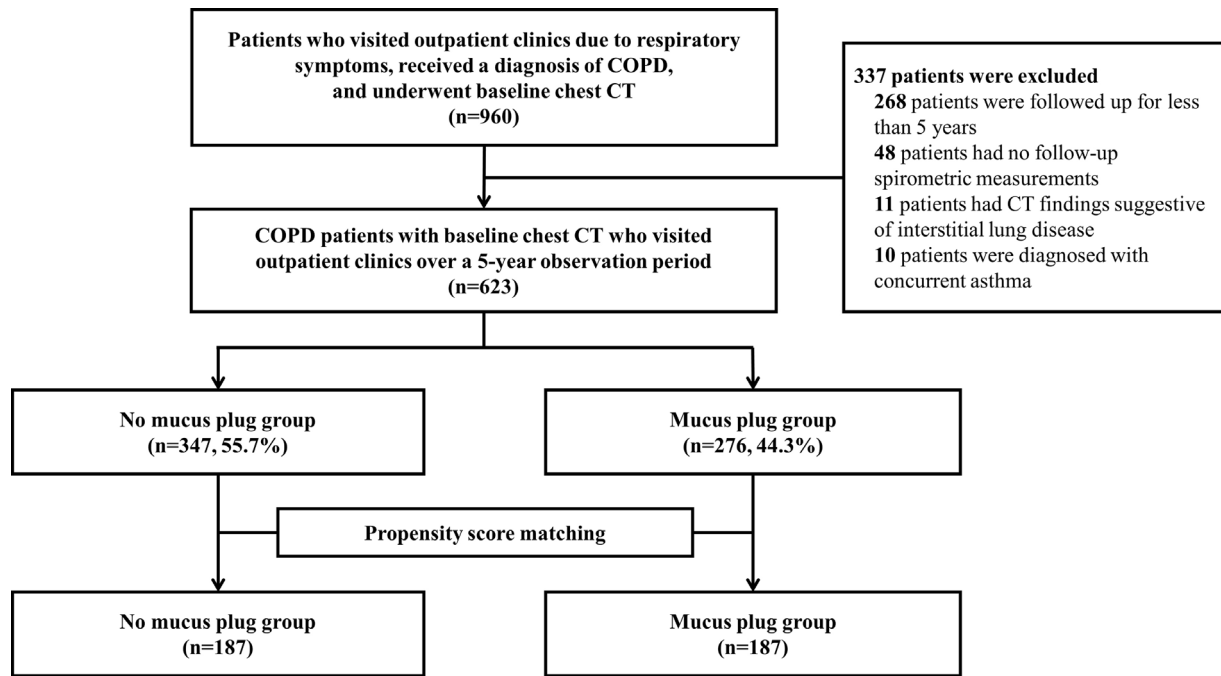 Patients who visited outpatient clinics due to respiratory
symptoms, received a diagnosis of COPD,
and underwent baseline chest CT
(n=960)
337 patients were excluded
268 patients were followed up for less
than 5 years
48 patients had no follow-up
spirometric measurements
11 patients had CT findings suggestive
of interstitial lung disease
10 patients were diagnosed with
concurrent asthma
COPD patients with baseline chest CT who visited
outpatient clinics over a 5-year observation period
(n=623)
No mucus plug group
(n=347, 55.7%)
Mucus plug group
(n=276, 44.3%)
Propensity score matching
No mucus plug group
(n=187)
Mucus plug group
(n=187)